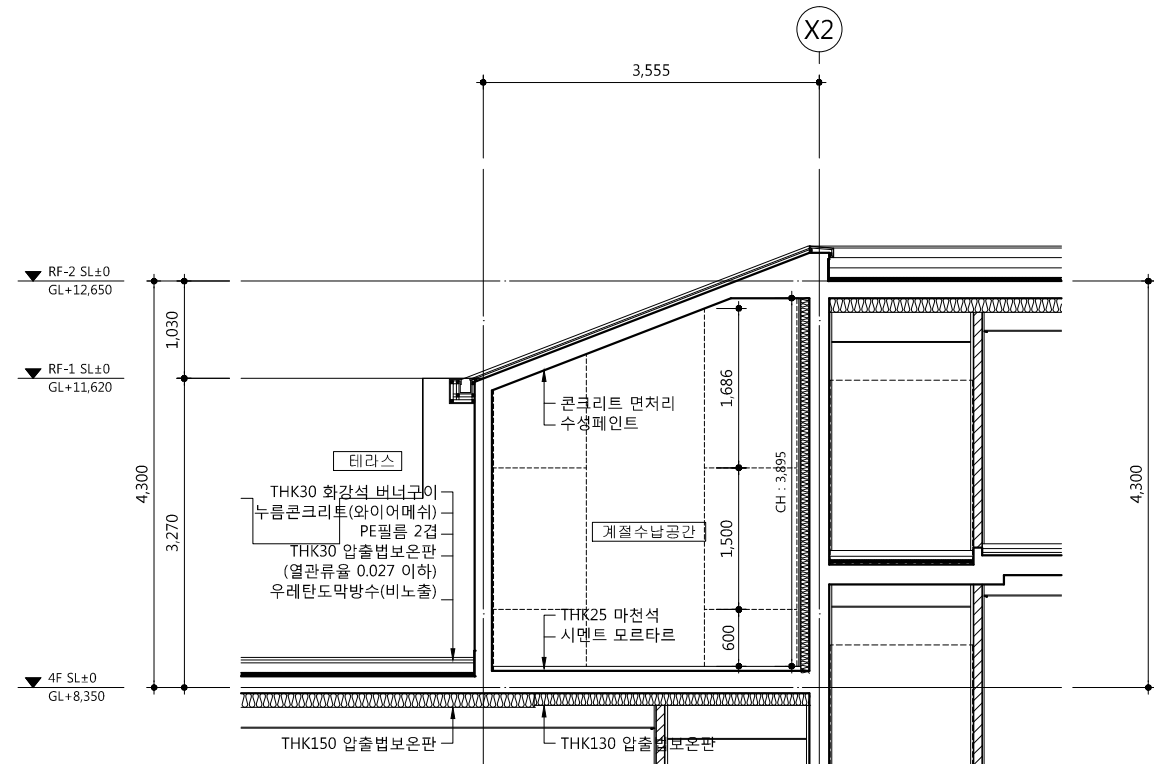 X2
3,555
RF-2 SL±0
GL+12,650
1,030
RF-1 SL±0
GL+11,620
4,300
3,270
4F SL±0
GL+8,350
테라스
THK30 화강석 버너구이
누름콘크리트(와이어메쉬)
PE필름 2겹
THK30 압출법보온판
(열관류율 0.027 이하)
우레탄도막방수(비노출)
THK150 압출법보온판
콘크리트 면처리
수성페인트
계절수납공간
THK25 마천석
시멘트 모르타르
THK130 압출법보온판
1,686
1,500
600
CH : 3,895
4,300